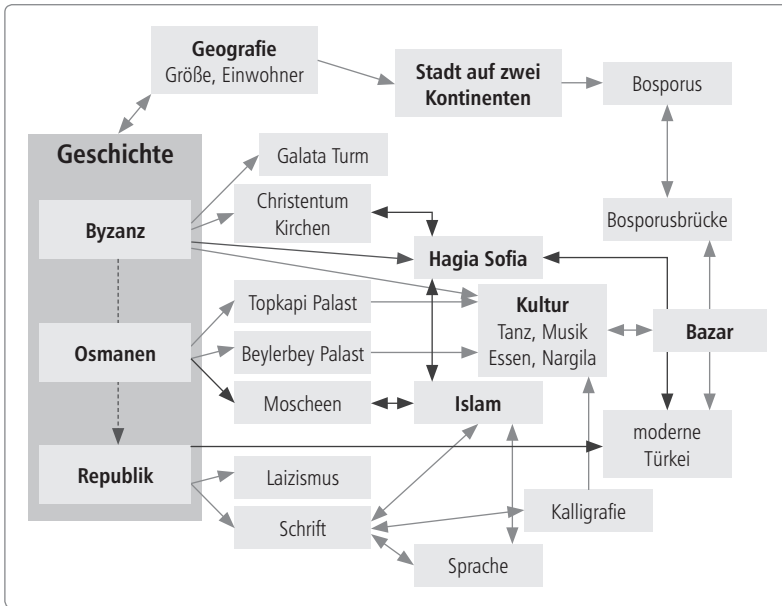 Geografie
Größe, Einwohner
Stadt auf zwei
Kontinenten
Bosporus
Geschichte
Galata Turm
Christentum
Kirchen
Byzanz
Bosporusbrücke
Hagia Sofia
Topkapi Palast
Kultur
Tanz, Musik
Essen, Nargila
Bazar
Osmanen
Beylerbey Palast
Moscheen
Islam
moderne
Türkei
Republik
Laizismus
Schrift
Kalligrafie
Sprache